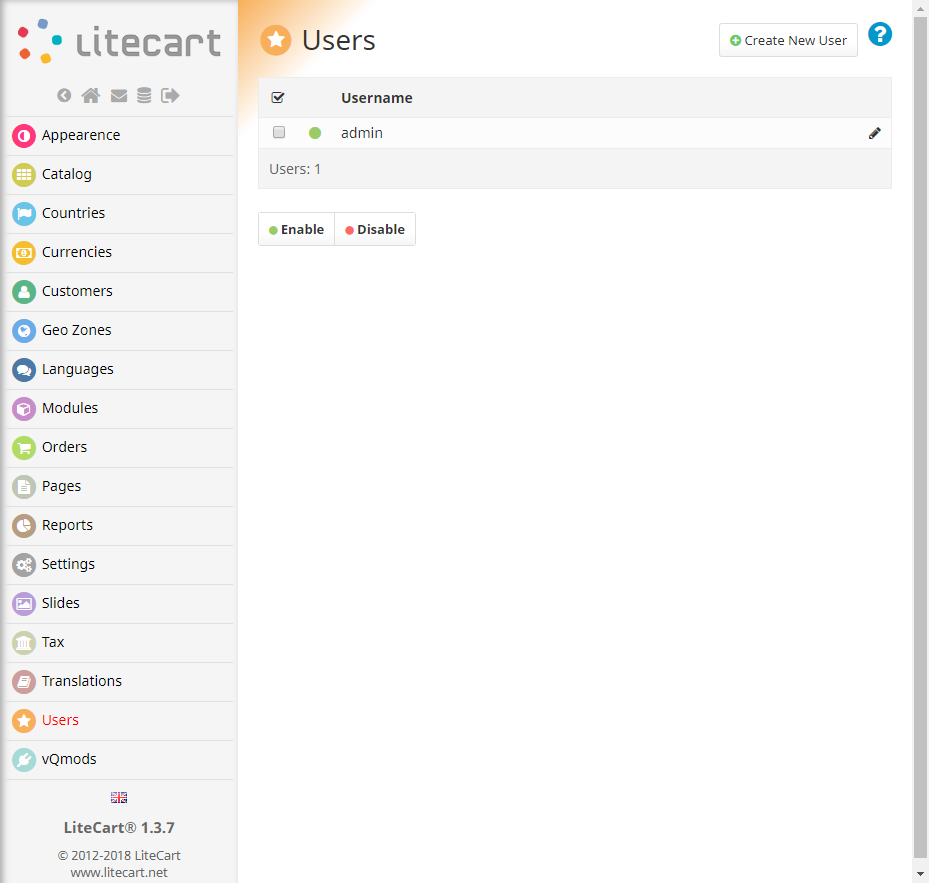 litecart
Appearence
Catalog
Countries
Currencies
Customers
Geo Zones
Languages
Modules
Orders
Pages
Reports
Settings
Slides
Tax
Translations
Users
vQmods
LiteCart® 1.3.7
© 2012-2018 LiteCart
www.litecart.net
Users
Create New User
?
Username
admin
Users: 1
Enable Disable